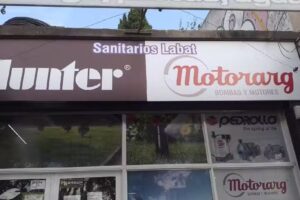 Sanitarios Labat
Hunter®
Motorarg
BOMBAS Y MOTORES
PEDROLLO
Motorarg